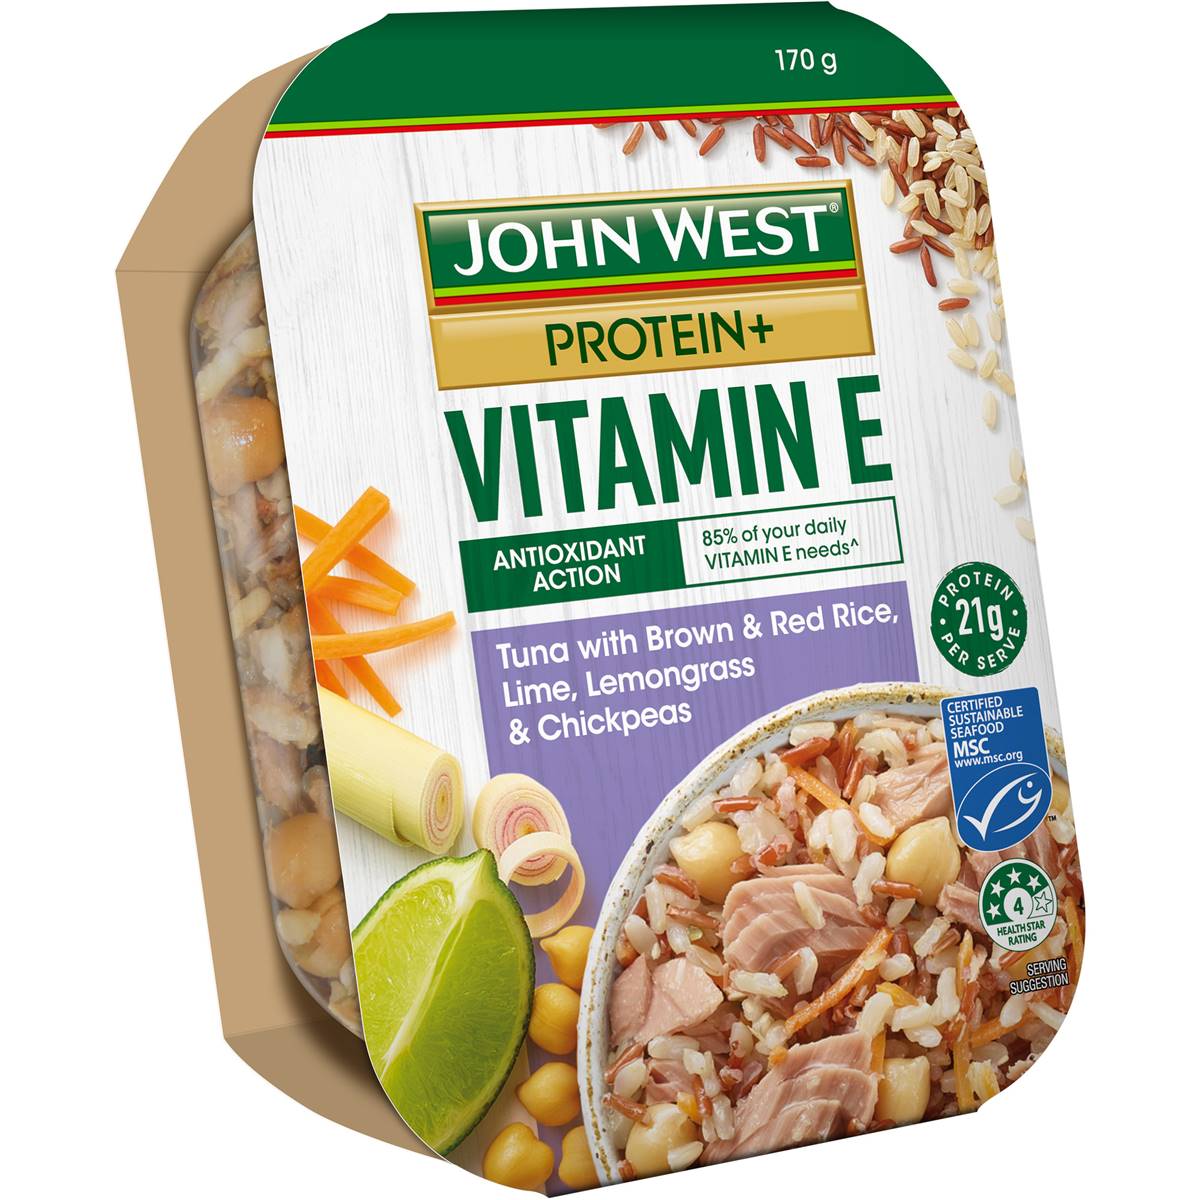 170 g
JOHN WEST®
PROTEIN+
VITAMIN E
ANTIOXIDANT
ACTION
85% of your daily
VITAMIN E needs^
Tuna with Brown & Red Rice,
Lime, Lemongrass
& Chickpeas
PROTEIN
21g
PER SERVE
CERTIFIED
SUSTAINABLE
SEAFOOD
MSC
www.msc.org
™
4
HEALTH STAR
RATING
SERVING
SUGGESTION